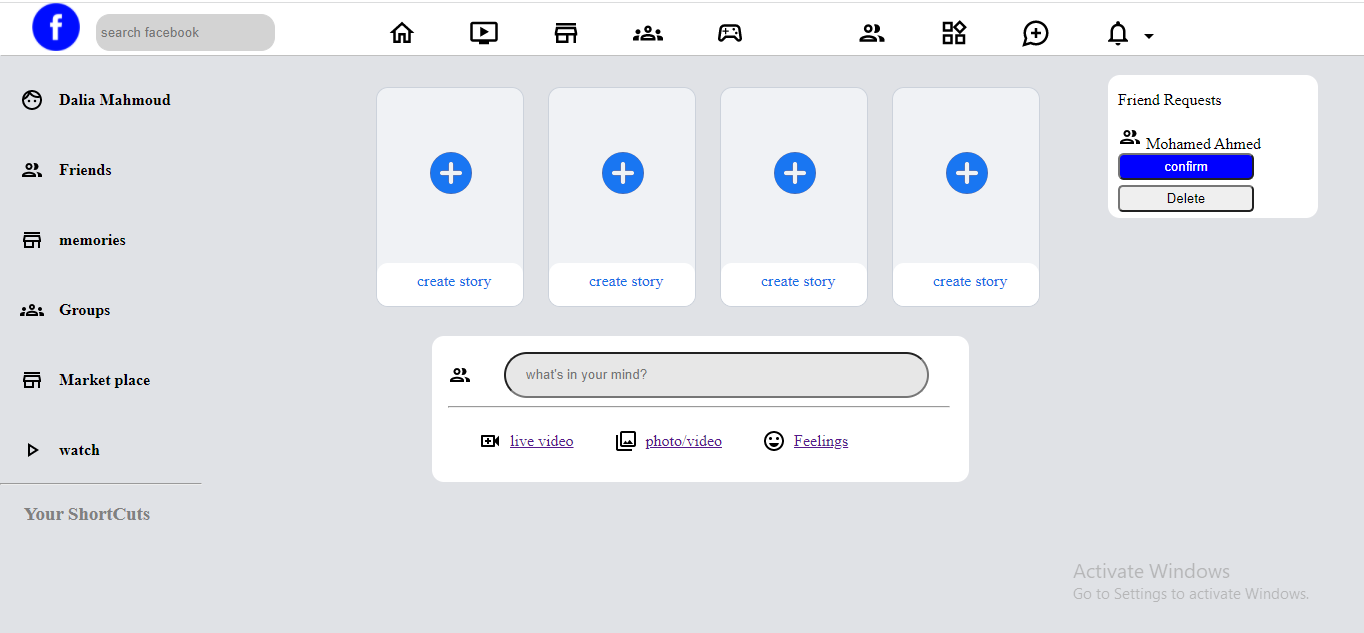 f
search facebook
Dalia Mahmoud
Friends
memories
Groups
Market place
watch
Your ShortCuts
create story
create story
create story
create story
what's in your mind?
live video
photo/video
Feelings
Friend Requests
Mohamed Ahmed
confirm
Delete
Activate Windows
Go to Settings to activate Windows.